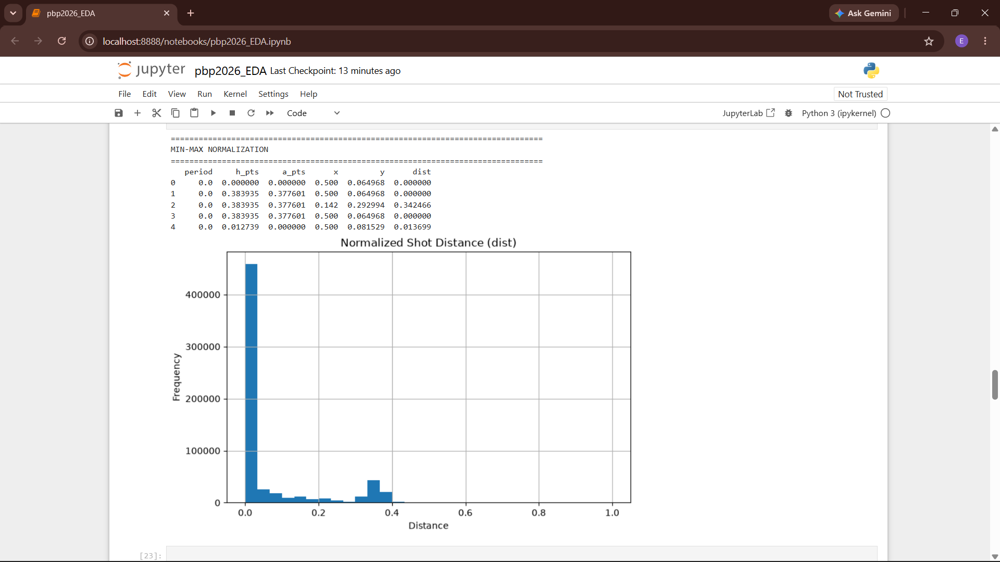 pbp2026_EDA
Ask Gemini
localhost:8888/notebooks/pbp2026_EDA.ipynb
E
jupyter pbp2026_EDA Last Checkpoint: 13 minutes ago
File Edit View Run Kernel Settings Help Not Trusted
Code JupyterLab Python 3 (ipykernel)
================================================================================
MIN-MAX NORMALIZATION
================================================================================
period h_pts a_pts x y dist
0 0.0 0.000000 0.000000 0.500 0.064968 0.000000
1 0.0 0.383935 0.377601 0.500 0.064968 0.000000
2 0.0 0.383935 0.377601 0.142 0.292994 0.342466
3 0.0 0.383935 0.377601 0.500 0.064968 0.000000
4 0.0 0.012739 0.000000 0.500 0.081529 0.013699
Normalized Shot Distance (dist)
400000
300000
Frequency
200000
100000
0
0.0 0.2 0.4 0.6 0.8 1.0
Distance
[23]: